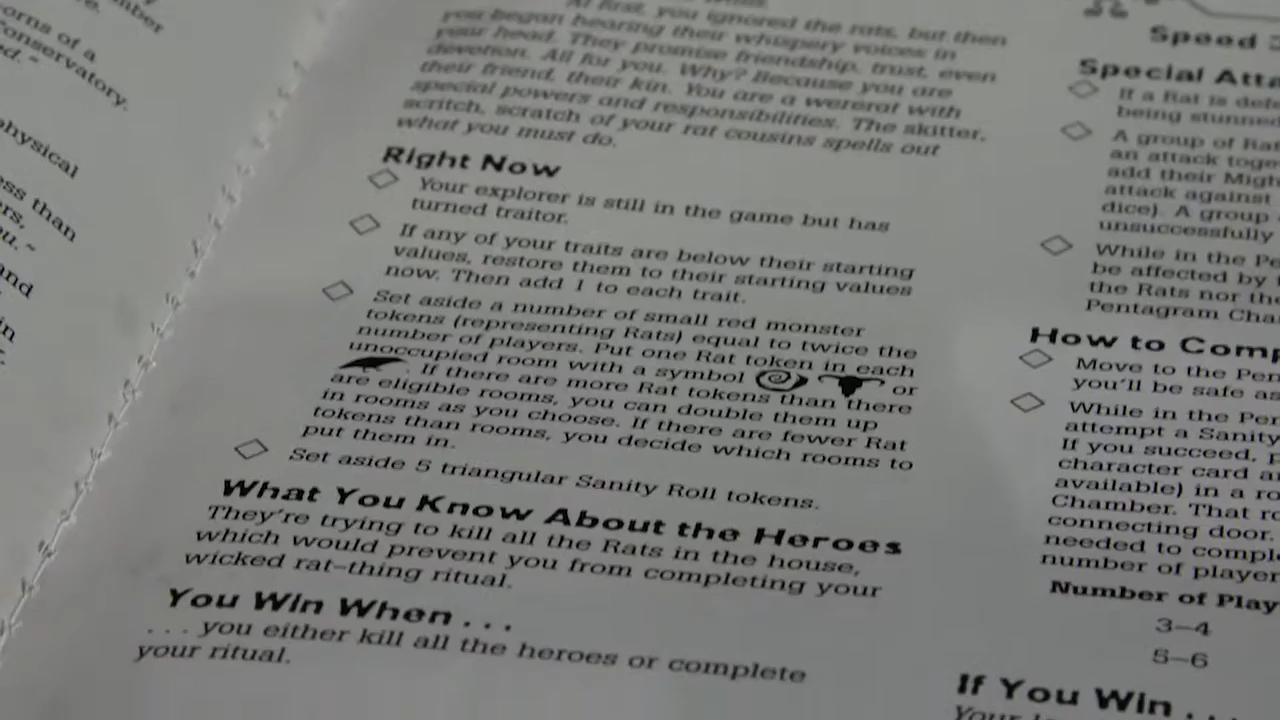 orns of a
onservatory.
d."
physical
ess than
and
At first, you ignored the rats, but then
you began hearing their whispery voices in
your head. They promise friendship, trust, even
devotion. All for you. Why? Because you are
their friend, their kin. You are a wererat with
special powers and responsibilities. The skitter,
scritch, scratch of your rat cousins spells out
what you must do.
Right Now
Your explorer is still in the game but has
turned traitor.
If any of your traits are below their starting
values, restore them to their starting values
now. Then add 1 to each trait.
Set aside a number of small red monster
tokens (representing Rats) equal to twice the
number of players. Put one Rat token in each
unoccupied room with a symbol or
. If there are more Rat tokens than there
are eligible rooms, you can double them up
in rooms as you choose. If there are fewer Rat
tokens than rooms, you decide which rooms to
put them in.
Set aside 5 triangular Sanity Roll tokens.
What You Know About the Heroes
They're trying to kill all the Rats in the house,
which would prevent you from completing your
wicked rat-thing ritual.
You Win When . . .
. . . you either kill all the heroes or complete
your ritual.
Speed
Special Atta
If a Rat is defe
being stunned
A group of Rat
an attack toge
add their Migh
attack against
dice). A group
unsuccessfully
While in the Pe
be affected by
the Rats nor the
Pentagram Cha
How to Comp
Move to the Pen
you'll be safe as
While in the Per
attempt a Sanity
If you succeed, p
character card a
available) in a ro
Chamber. That ro
connecting door.
needed to comple
number of player
Number of Play
3–4
5–6
If You Win . . .